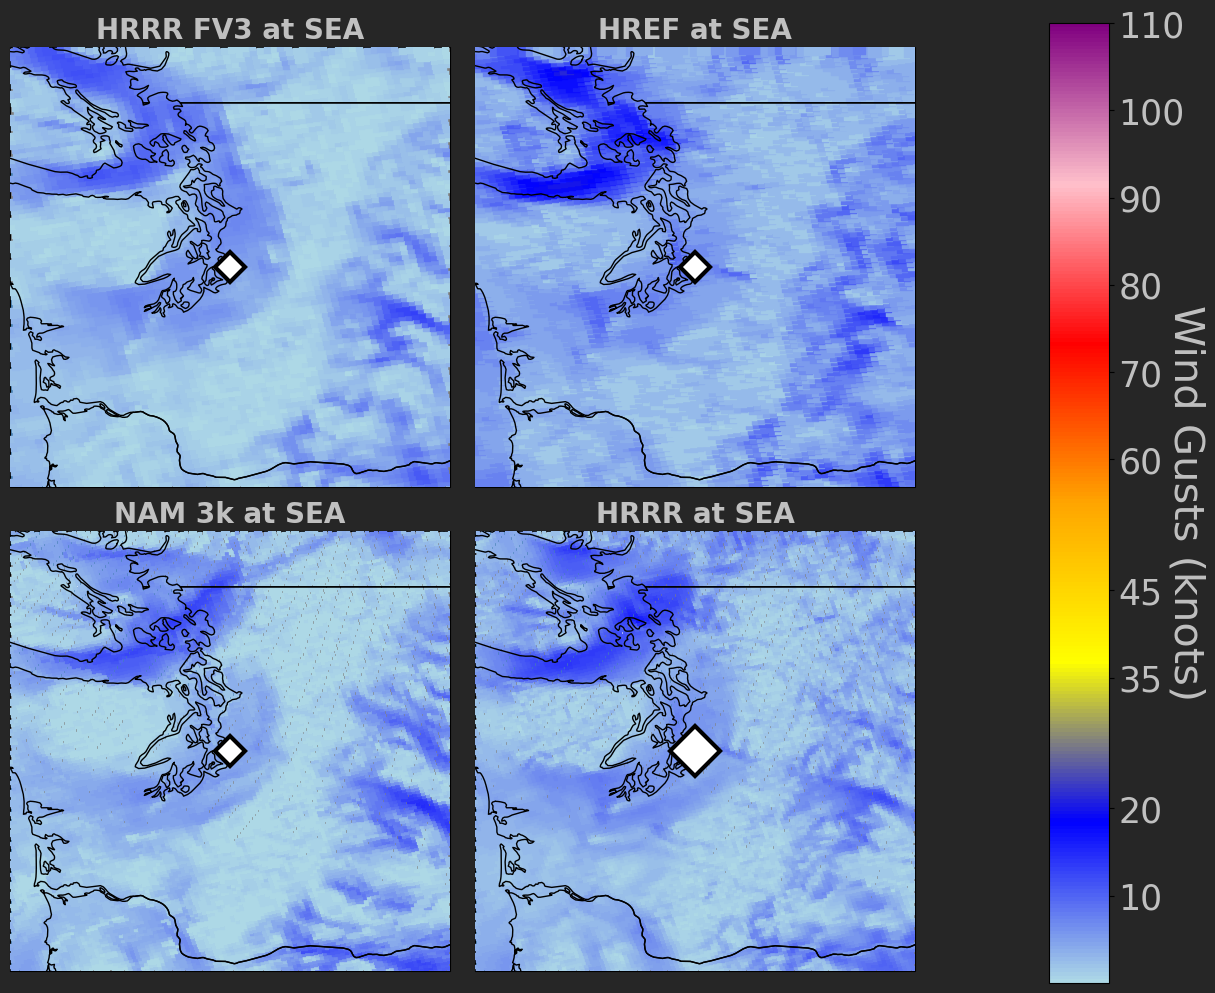 HRRR FV3 at SEA
HREF at SEA
NAM 3k at SEA
HRRR at SEA
110
100
90
80
70
60
45
35
20
10
Wind Gusts (knots)